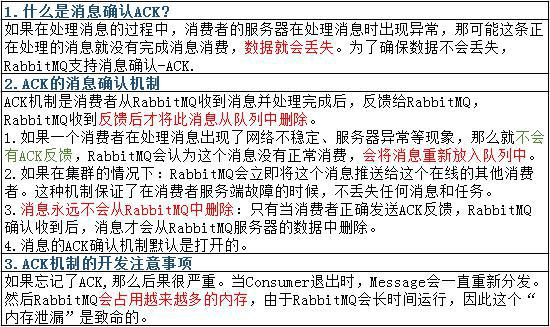 1.什么是消息确认ACK?
如果在处理消息的过程中，消费者的服务器在处理消息时出现异常，那可能这条正
在处理的消息就没有完成消息消费，数据就会丢失。为了确保数据不会丢失，
RabbitMQ支持消息确认-ACK.
2.ACK的消息确认机制
ACK机制是消费者从RabbitMQ收到消息并处理完成后，反馈给RabbitMQ，
RabbitMQ收到反馈后才将此消息从队列中删除。
1.如果一个消费者在处理消息出现了网络不稳定、服务器异常等现象，那么就不会
有ACK反馈，RabbitMQ会认为这个消息没有正常消费，会将消息重新放入队列中。
2.如果在集群的情况下：RabbitMQ会立即将这个消息推送给这个在线的其他消费
者。这种机制保证了在消费者服务端故障的时候，不丢失任何消息和任务。
3.消息永远不会从RabbitMQ中删除：只有当消费者正确发送ACK反馈，RabbitMQ
确认收到后，消息才会从RabbitMQ服务器的数据中删除。
4.消息的ACK确认机制默认是打开的。
3.ACK机制的开发注意事项
如果忘记了ACK,那么后果很严重。当Consumer退出时，Message会一直重新分发。
然后RabbitMQ会占用越来越多的内存，由于RabbitMQ会长时间运行，因此这个“
内存泄漏”是致命的。